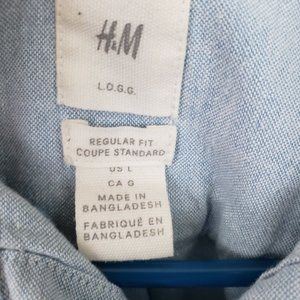 H&M
L.O.G.G.
REGULAR FIT
COUPE STANDARD
US L
CA G
MADE IN
BANGLADESH
FABRIQUÉ EN
BANGLADESH